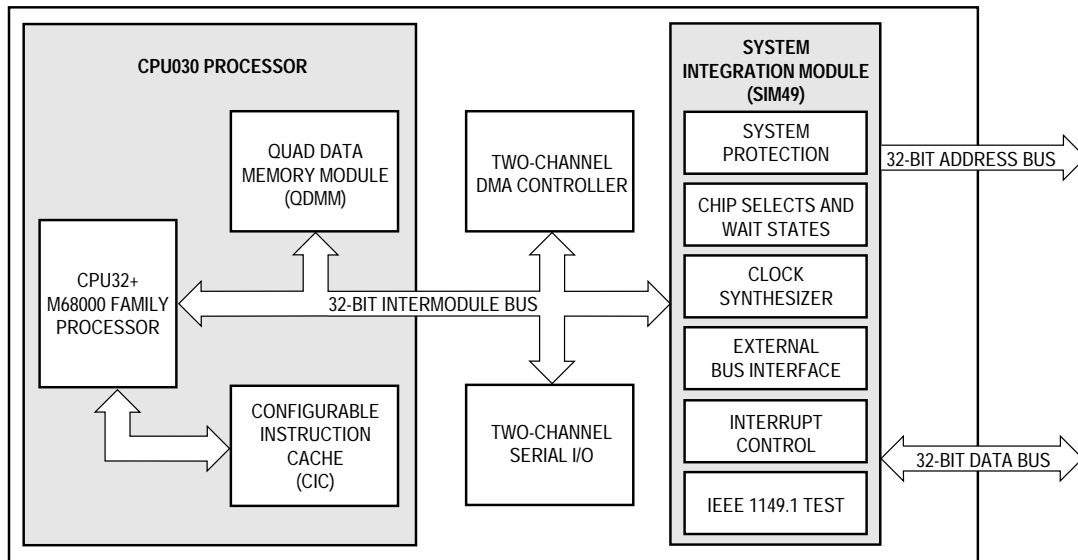 CPU030 PROCESSOR
QUAD DATA
MEMORY MODULE
(QDMM)
CPU32+
M68000 FAMILY
PROCESSOR
CONFIGURABLE
INSTRUCTION
CACHE
(CIC)
32-BIT INTERMODULE BUS
TWO-CHANNEL
DMA CONTROLLER
TWO-CHANNEL
SERIAL I/O
SYSTEM
INTEGRATION MODULE
(SIM49)
SYSTEM
PROTECTION
CHIP SELECTS AND
WAIT STATES
CLOCK
SYNTHESIZER
EXTERNAL
BUS INTERFACE
INTERRUPT
CONTROL
IEEE 1149.1 TEST
32-BIT ADDRESS BUS
32-BIT DATA BUS